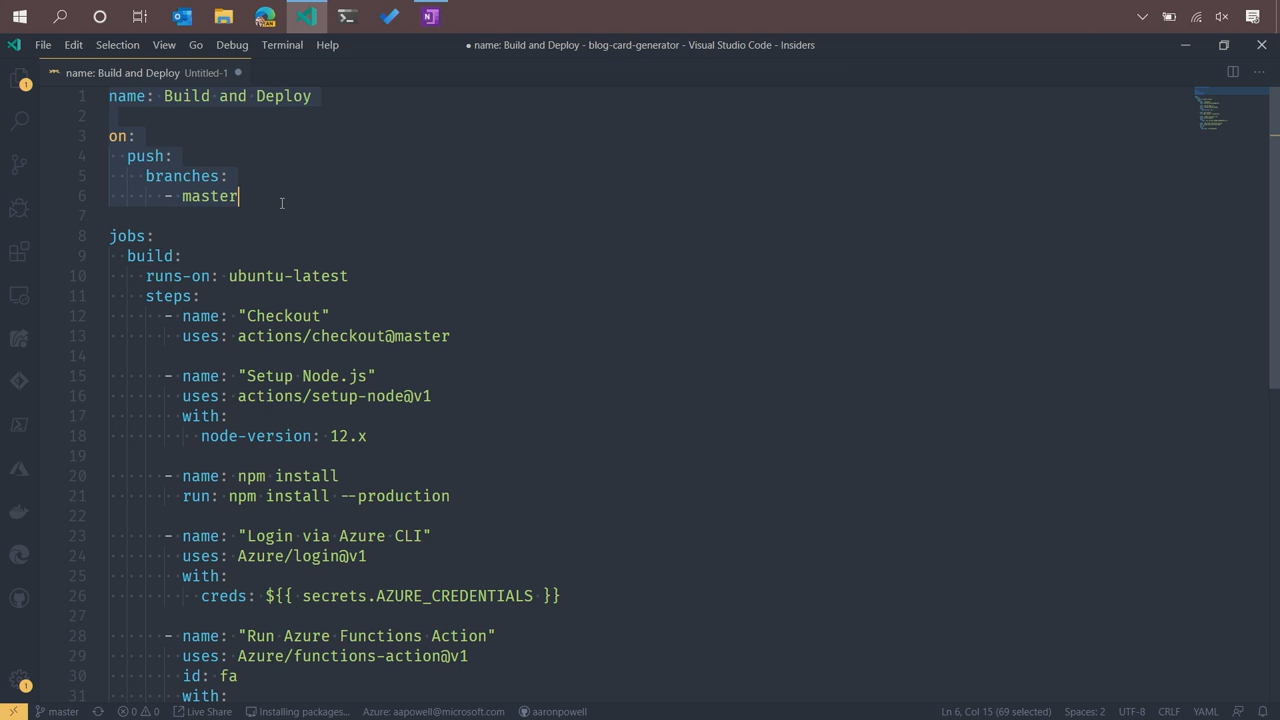 File Edit Selection View Go Debug Terminal Help
● name: Build and Deploy - blog-card-generator - Visual Studio Code - Insiders
name: Build and Deploy Untitled-1
1 name: Build and Deploy
2
3 on:
4 push:
5 branches:
6 - master
7
8 jobs:
9 build:
10 runs-on: ubuntu-latest
11 steps:
12 - name: "Checkout"
13 uses: actions/checkout@master
14
15 - name: "Setup Node.js"
16 uses: actions/setup-node@v1
17 with:
18 node-version: 12.x
19
20 - name: npm install
21 run: npm install --production
22
23 - name: "Login via Azure CLI"
24 uses: Azure/login@v1
25 with:
26 creds: ${{ secrets.AZURE_CREDENTIALS }}
27
28 - name: "Run Azure Functions Action"
29 uses: Azure/functions-action@v1
30 id: fa
31 with:
1
1
master 0 0 Live Share Installing packages... Azure: aapowell@microsoft.com aaronpowell Ln 6, Col 15 (69 selected) Spaces: 2 UTF-8 CRLF YAML